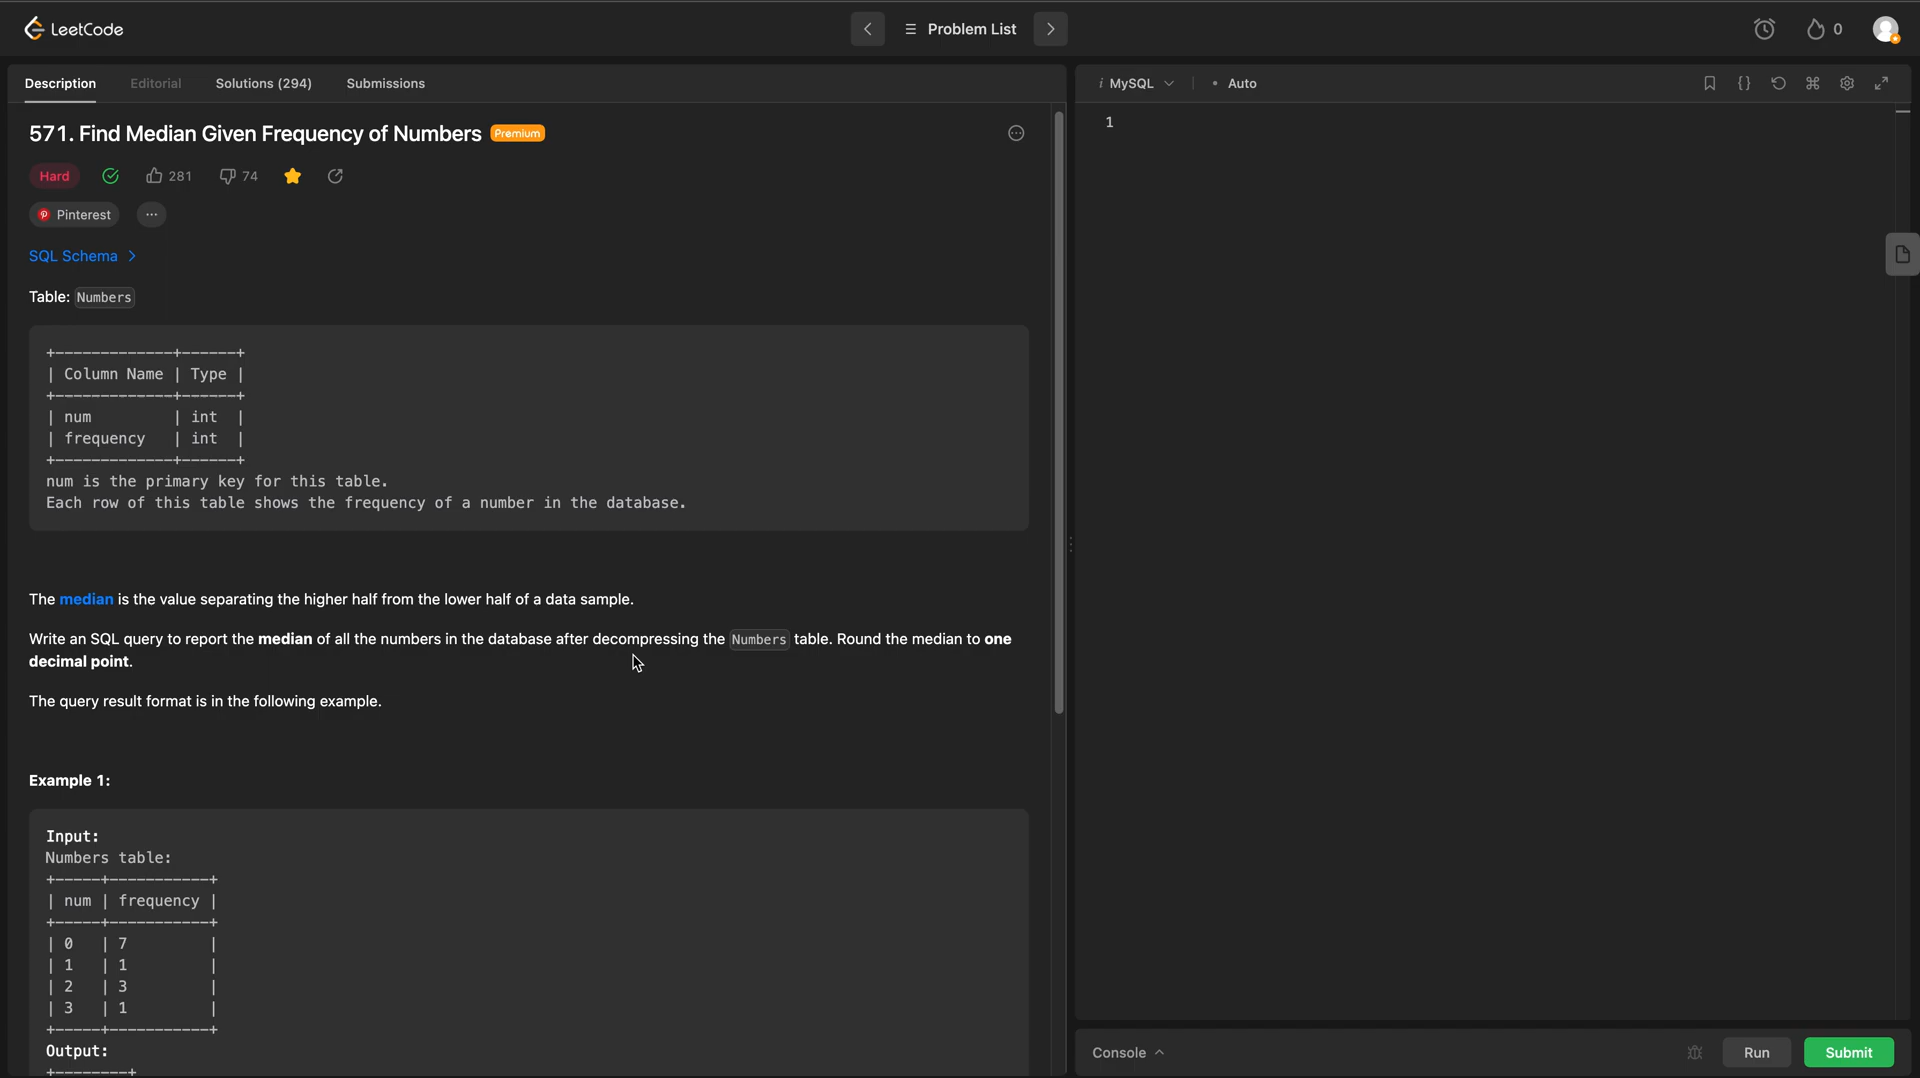 LeetCode
Problem List
0
Description Editorial Solutions (294) Submissions
i MySQL • Auto
{}
571. Find Median Given Frequency of Numbers Premium
1
Hard 281 74
Pinterest ...
SQL Schema >
Table: Numbers
+-------------+------+
| Column Name | Type |
+-------------+------+
| num         | int  |
| frequency   | int  |
+-------------+------+
num is the primary key for this table.
Each row of this table shows the frequency of a number in the database.
The median is the value separating the higher half from the lower half of a data sample.
Write an SQL query to report the median of all the numbers in the database after decompressing the Numbers table. Round the median to one
decimal point.
The query result format is in the following example.
Example 1:
Input:
Numbers table:
+-----+-----------+
| num | frequency |
+-----+-----------+
| 0   | 7         |
| 1   | 1         |
| 2   | 3         |
| 3   | 1         |
+-----+-----------+
Output:
+--------+
Console
Run
Submit